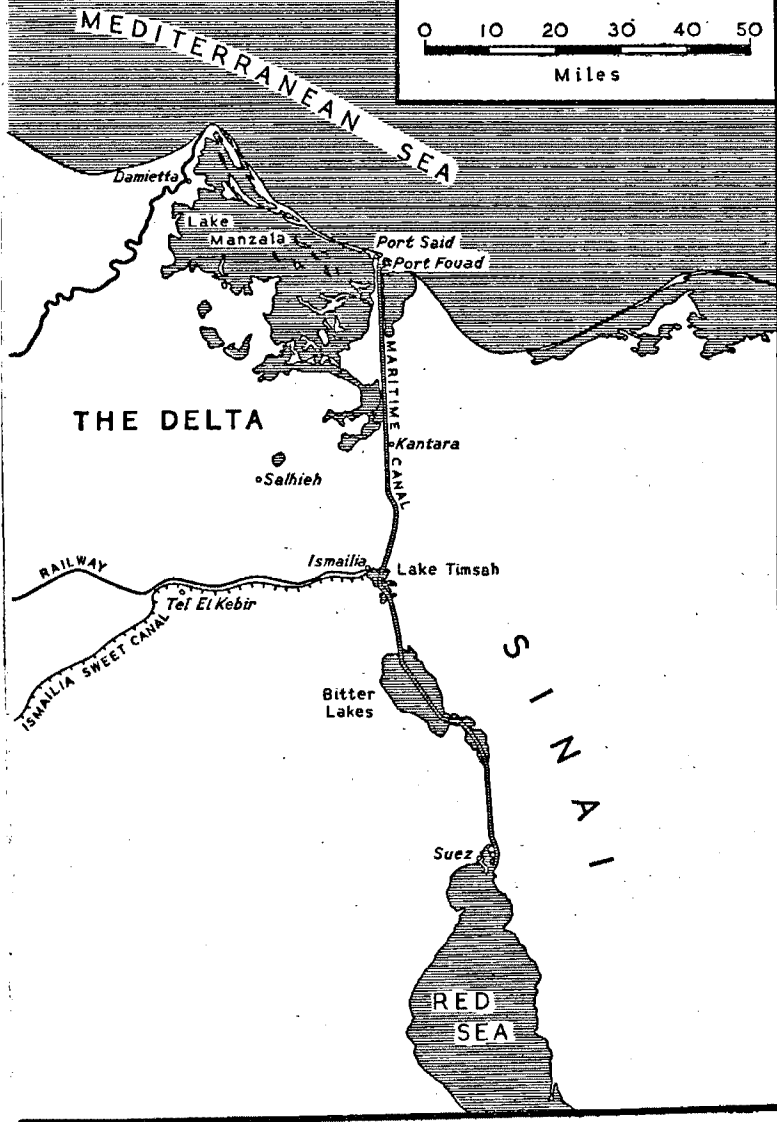 MEDITERRANEAN SEA
0 10 20 30 40 50
Miles
Damietta
Lake
Manzala
Port Said
Port Fouad
MARITIME CANAL
THE DELTA
Kantara
Salhieh
Ismailia
Lake Timsah
RAILWAY
Tel El Kebir
ISMAILIA SWEET CANAL
SINAI
Bitter
Lakes
Suez
RED
SEA